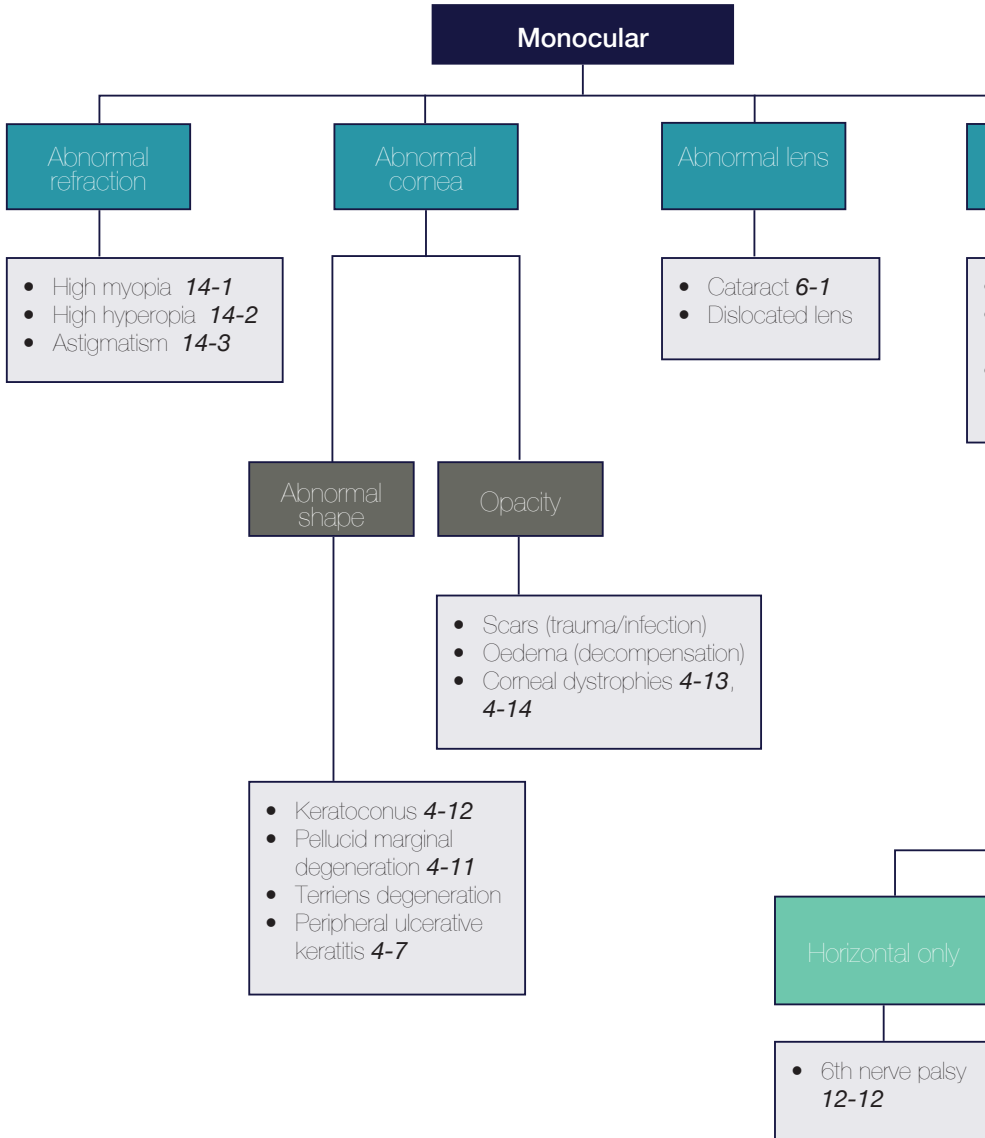 Monocular
Abnormal
refraction
Abnormal
cornea
Abnormal lens
• High myopia 14-1
• High hyperopia 14-2
• Astigmatism 14-3
• Cataract 6-1
• Dislocated lens
Abnormal
shape
Opacity
• Scars (trauma/infection)
• Oedema (decompensation)
• Corneal dystrophies 4-13,
4-14
• Keratoconus 4-12
• Pellucid marginal
degeneration 4-11
• Terriens degeneration
• Peripheral ulcerative
keratitis 4-7
Horizontal only
• 6th nerve palsy
12-12